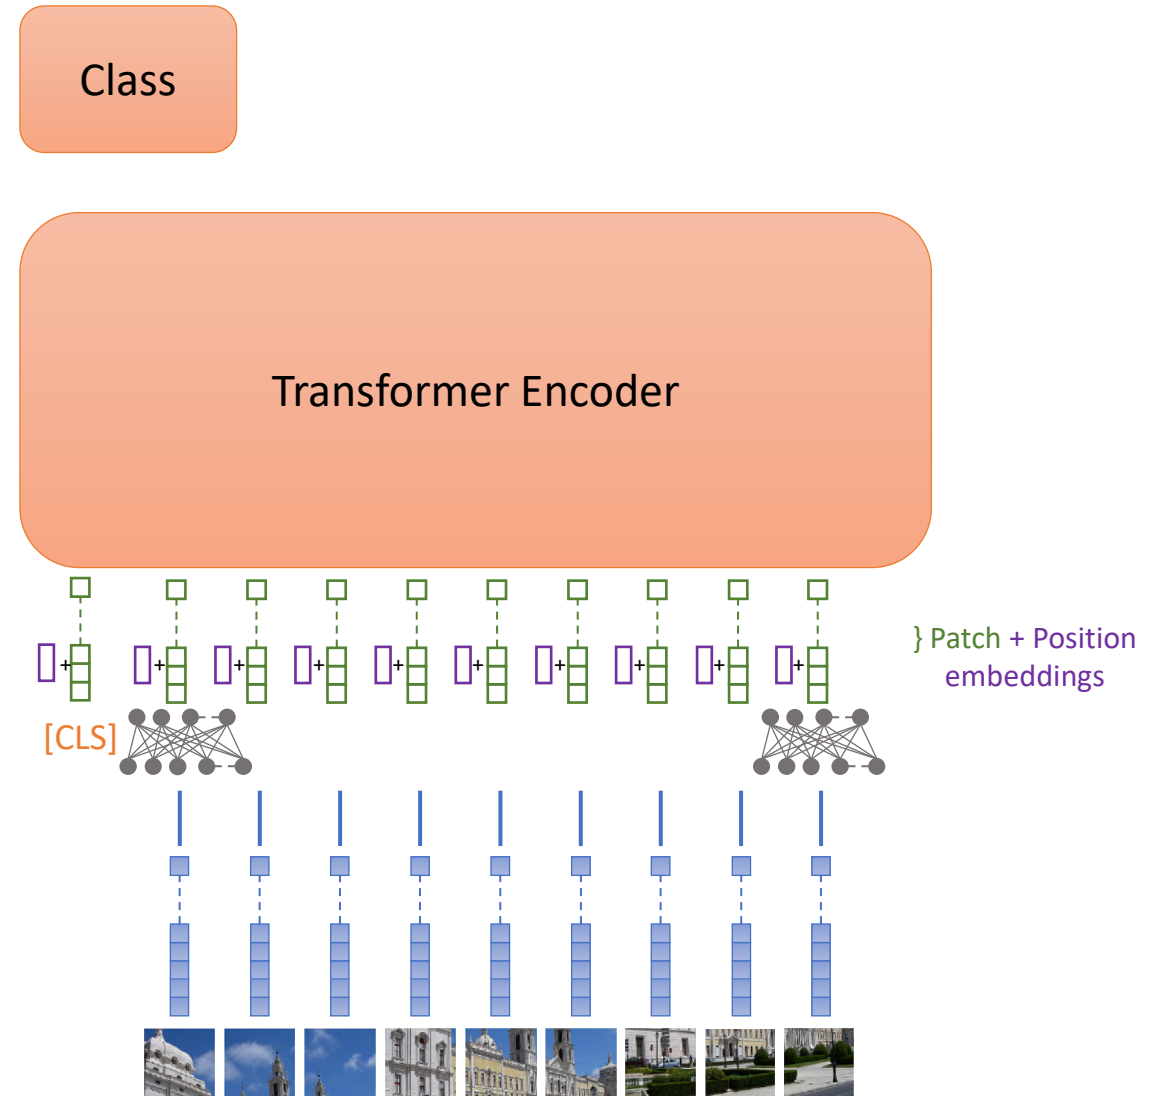 Class
Transformer Encoder
+ + + + + + + + + +
} Patch + Position
embeddings
[CLS]